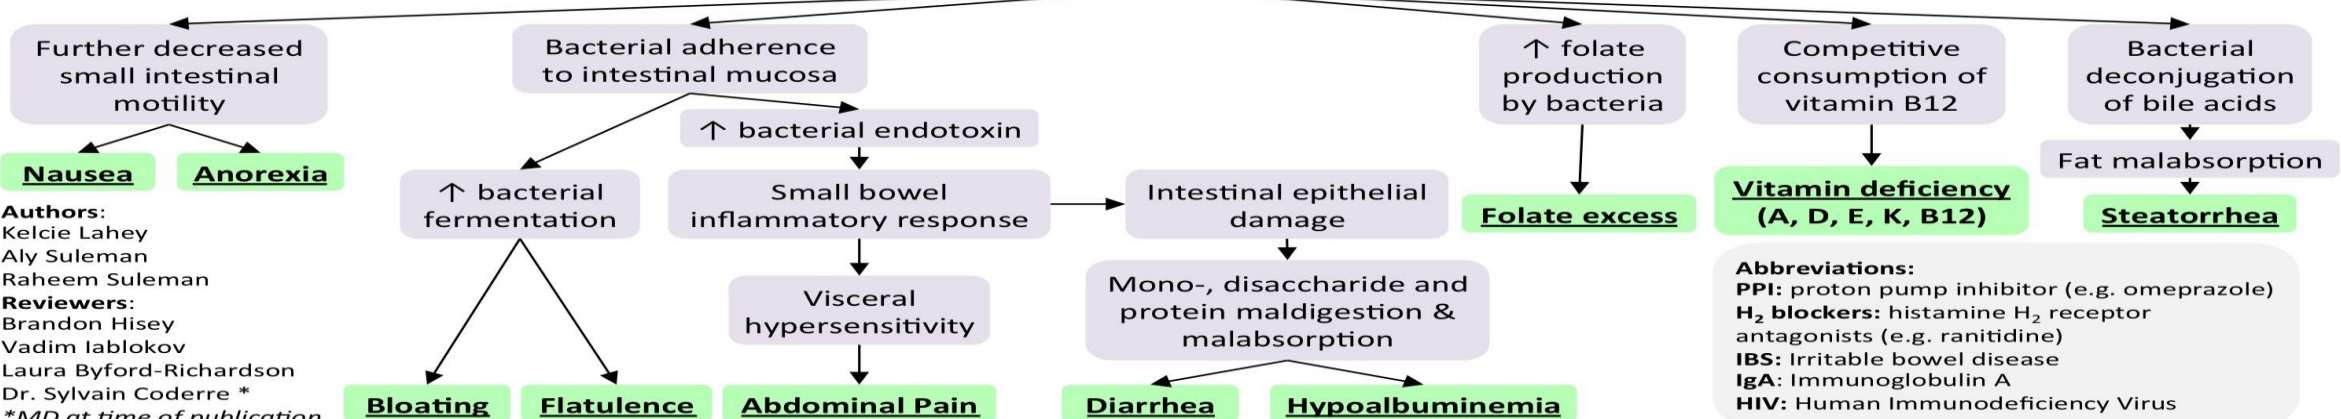 Further decreased
small intestinal
motility
Nausea
Anorexia
Bacterial adherence
to intestinal mucosa
↑ bacterial endotoxin
↑ bacterial
fermentation
Small bowel
inflammatory response
Intestinal epithelial
damage
Visceral
hypersensitivity
Mono-, disaccharide and
protein maldigestion &
malabsorption
Bloating
Flatulence
Abdominal Pain
Diarrhea
Hypoalbuminemia
↑ folate
production
by bacteria
Folate excess
Competitive
consumption of
vitamin B12
Vitamin deficiency
(A, D, E, K, B12)
Bacterial
deconjugation
of bile acids
Fat malabsorption
Steatorrhea
Authors:
Kelcie Lahey
Aly Suleman
Raheem Suleman
Reviewers:
Brandon Hisey
Vadim Iablokov
Laura Byford-Richardson
Dr. Sylvain Coderre *
*MD at time of publication
Abbreviations:
PPI: proton pump inhibitor (e.g. omeprazole)
H₂ blockers: histamine H₂ receptor
antagonists (e.g. ranitidine)
IBS: Irritable bowel disease
IgA: Immunoglobulin A
HIV: Human Immunodeficiency Virus